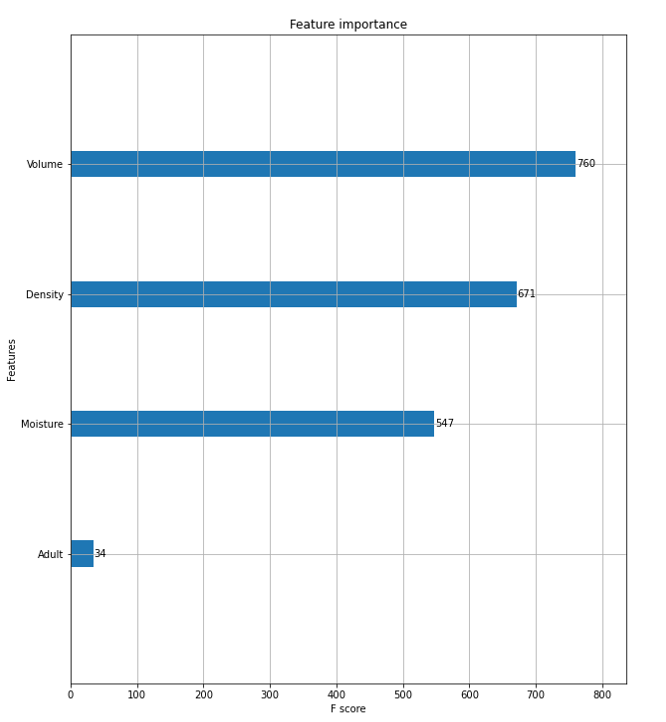 Feature importance
Volume
760
Density
671
Features
Moisture
547
Adult
34
0 100 200 300 400 500 600 700 800
F score